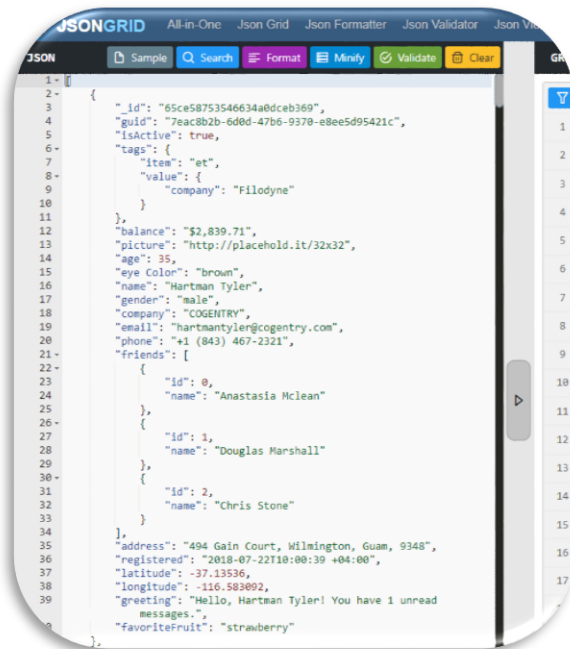 JSONGRID All-in-One Json Grid Json Formatter Json Validator Json
JSON Sample Search Format Minify Validate Clear
1 [
2 {
3 "_id": "65ce58753546634a0dceb369",
4 "guid": "7eac8b2b-6d0d-47b6-9370-e8ee5d95421c",
5 "isActive": true,
6 "tags": {
7 "item": "et",
8 "value": {
9 "company": "Filodyne"
10 }
11 },
12 "balance": "$2,839.71",
13 "picture": "http://placehold.it/32x32",
14 "age": 35,
15 "eye Color": "brown",
16 "name": "Hartman Tyler",
17 "gender": "male",
18 "company": "COGENTRY",
19 "email": "hartmantyler@cogentry.com",
20 "phone": "+1 (843) 467-2321",
21 "friends": [
22 {
23 "id": 0,
24 "name": "Anastasia Mclean"
25 },
26 {
27 "id": 1,
28 "name": "Douglas Marshall"
29 },
30 {
31 "id": 2,
32 "name": "Chris Stone"
33 }
34 ],
35 "address": "494 Gain Court, Wilmington, Guam, 9348",
36 "registered": "2018-07-22T10:00:39 +04:00",
37 "latitude": -37.13536,
38 "longitude": -116.583092,
39 "greeting": "Hello, Hartman Tyler! You have 1 unread
messages.",
"favoriteFruit": "strawberry"
},
1
2
3
4
5
6
7
8
9
10
11
12
13
14
15
16
17